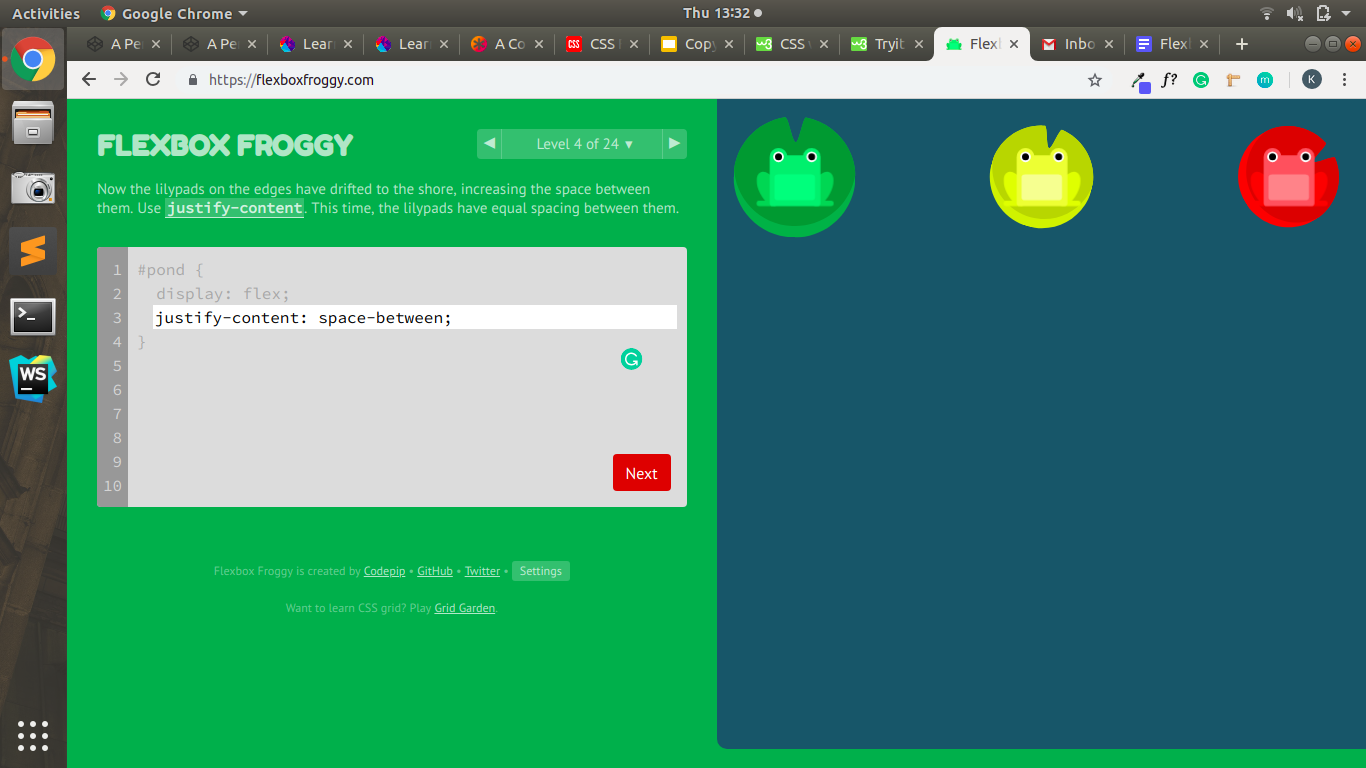 Activities
Google Chrome
Thu 13:32
A Pe
A Pe
Lear
Lear
A Co
CSS
Copy
CSS
Tryit
Flex
Inbo
Flex
https://flexboxfroggy.com
f?
K
FLEXBOX FROGGY
◀ Level 4 of 24 ▾ ▶
Now the lilypads on the edges have drifted to the shore, increasing the space between
them. Use justify-content. This time, the lilypads have equal spacing between them.
1 #pond {
2 display: flex;
3 justify-content: space-between;
4 }
5
6
7
8
9
10
Next
Flexbox Froggy is created by Codepip • GitHub • Twitter • Settings
Want to learn CSS grid? Play Grid Garden.
WS